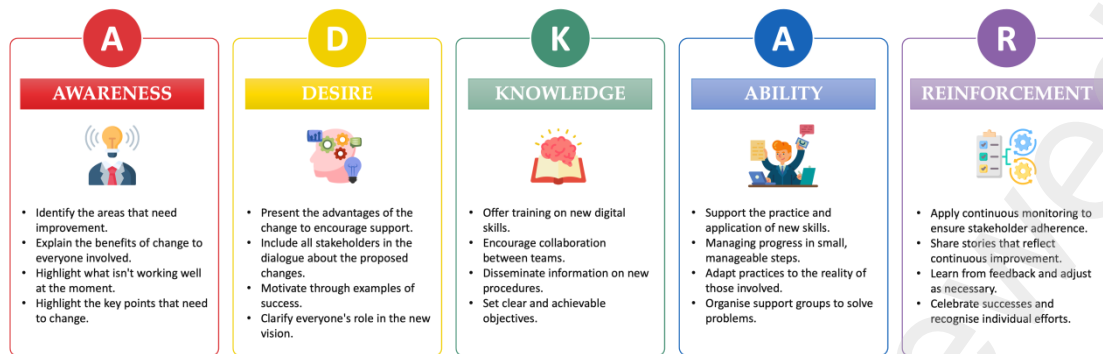 A
AWARENESS
• Identify the areas that need
improvement.
• Explain the benefits of change to
everyone involved.
• Highlight what isn't working well
at the moment.
• Highlight the key points that need
to change.
D
DESIRE
• Present the advantages of the
change to encourage support.
• Include all stakeholders in the
dialogue about the proposed
changes.
• Motivate through examples of
success.
• Clarify everyone's role in the new
vision.
K
KNOWLEDGE
• Offer training on new digital
skills.
• Encourage collaboration
between teams.
• Disseminate information on new
procedures.
• Set clear and achievable
objectives.
A
ABILITY
• Support the practice and
application of new skills.
• Managing progress in small,
manageable steps.
• Adapt practices to the reality of
those involved.
• Organise support groups to solve
problems.
R
REINFORCEMENT
• Apply continuous monitoring to
ensure stakeholder adherence.
• Share stories that reflect
continuous improvement.
• Learn from feedback and adjust
as necessary.
• Celebrate successes and
recognise individual efforts.